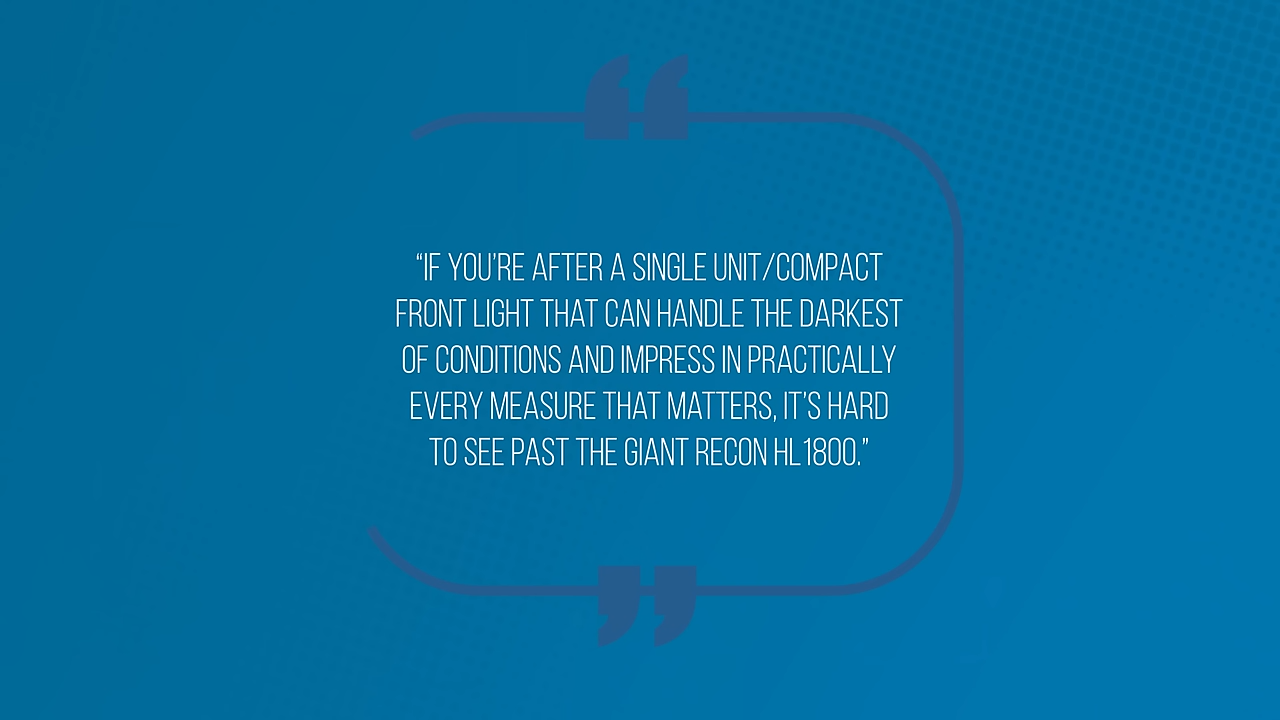 “IF YOU’RE AFTER A SINGLE UNIT/COMPACT
FRONT LIGHT THAT CAN HANDLE THE DARKEST
OF CONDITIONS AND IMPRESS IN PRACTICALLY
EVERY MEASURE THAT MATTERS, IT’S HARD
TO SEE PAST THE GIANT RECON HL1800.”